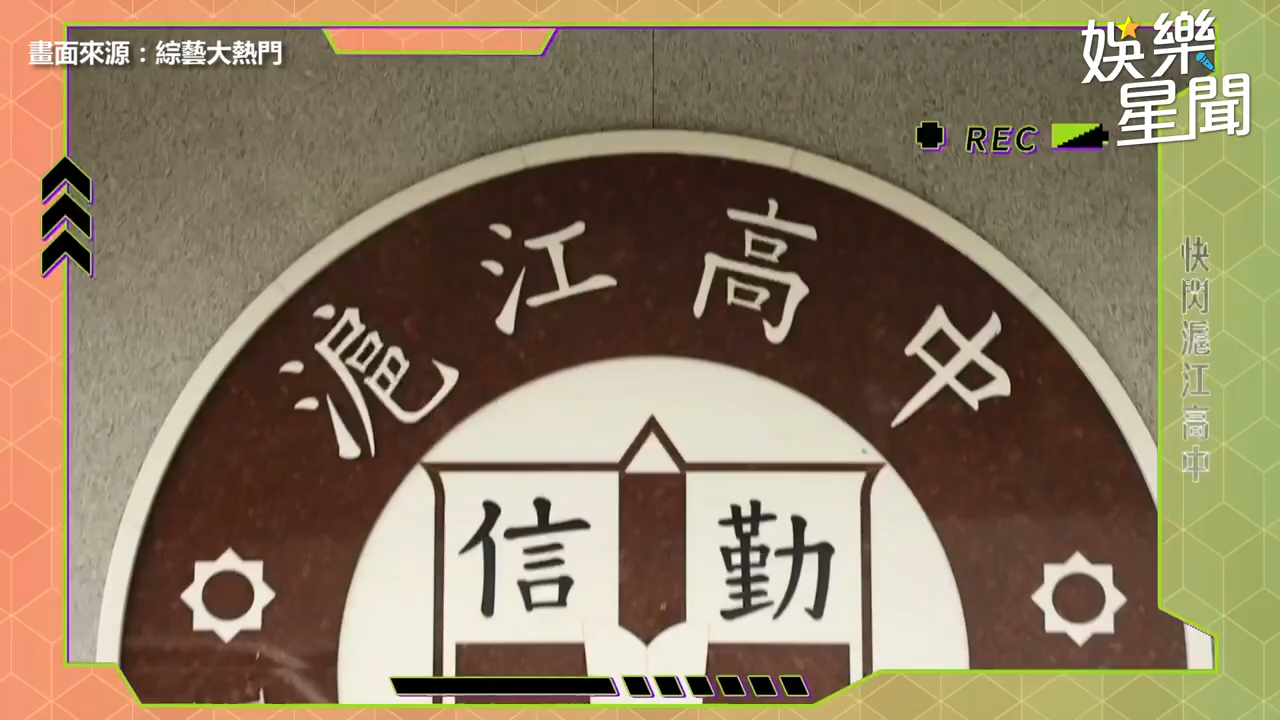 畫面來源：綜藝大熱門
娛樂
星聞
REC
滬江高中
信 勤
快閃滬江高中